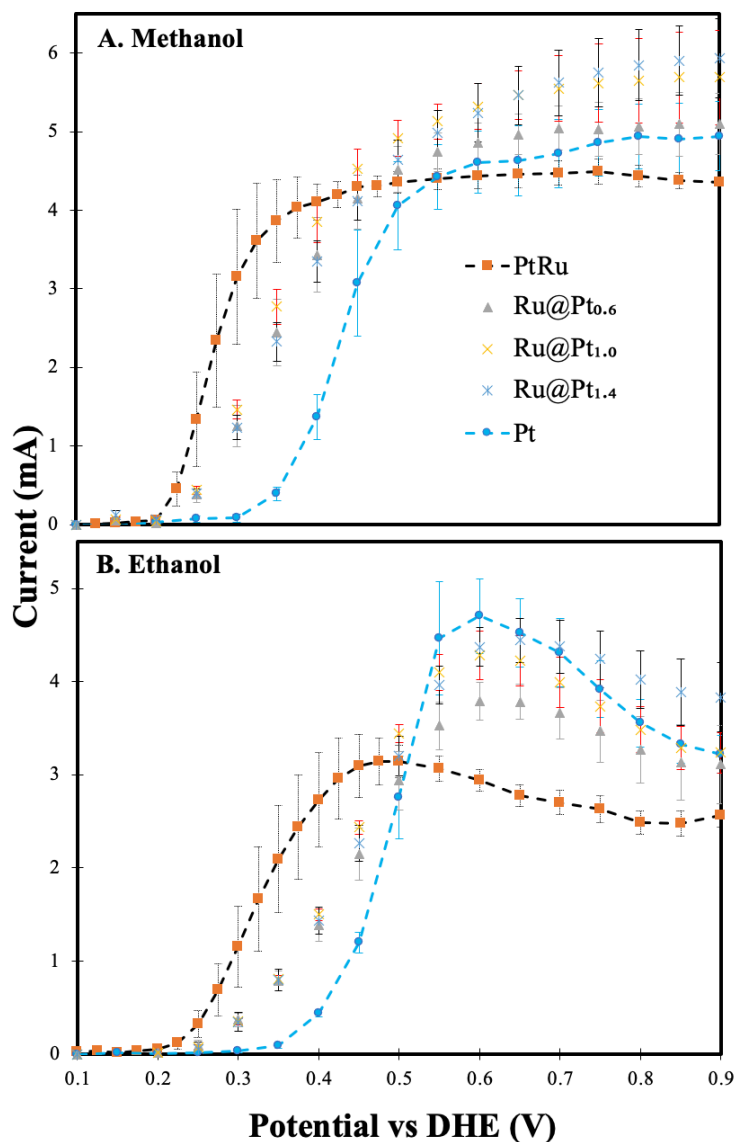 A. Methanol
6
5
4
3
2
1
0
PtRu
Ru@Pt0.6
Ru@Pt1.0
Ru@Pt1.4
Pt
Current (mA)
B. Ethanol
5
4
3
2
1
0
0.1 0.2 0.3 0.4 0.5 0.6 0.7 0.8 0.9
Potential vs DHE (V)